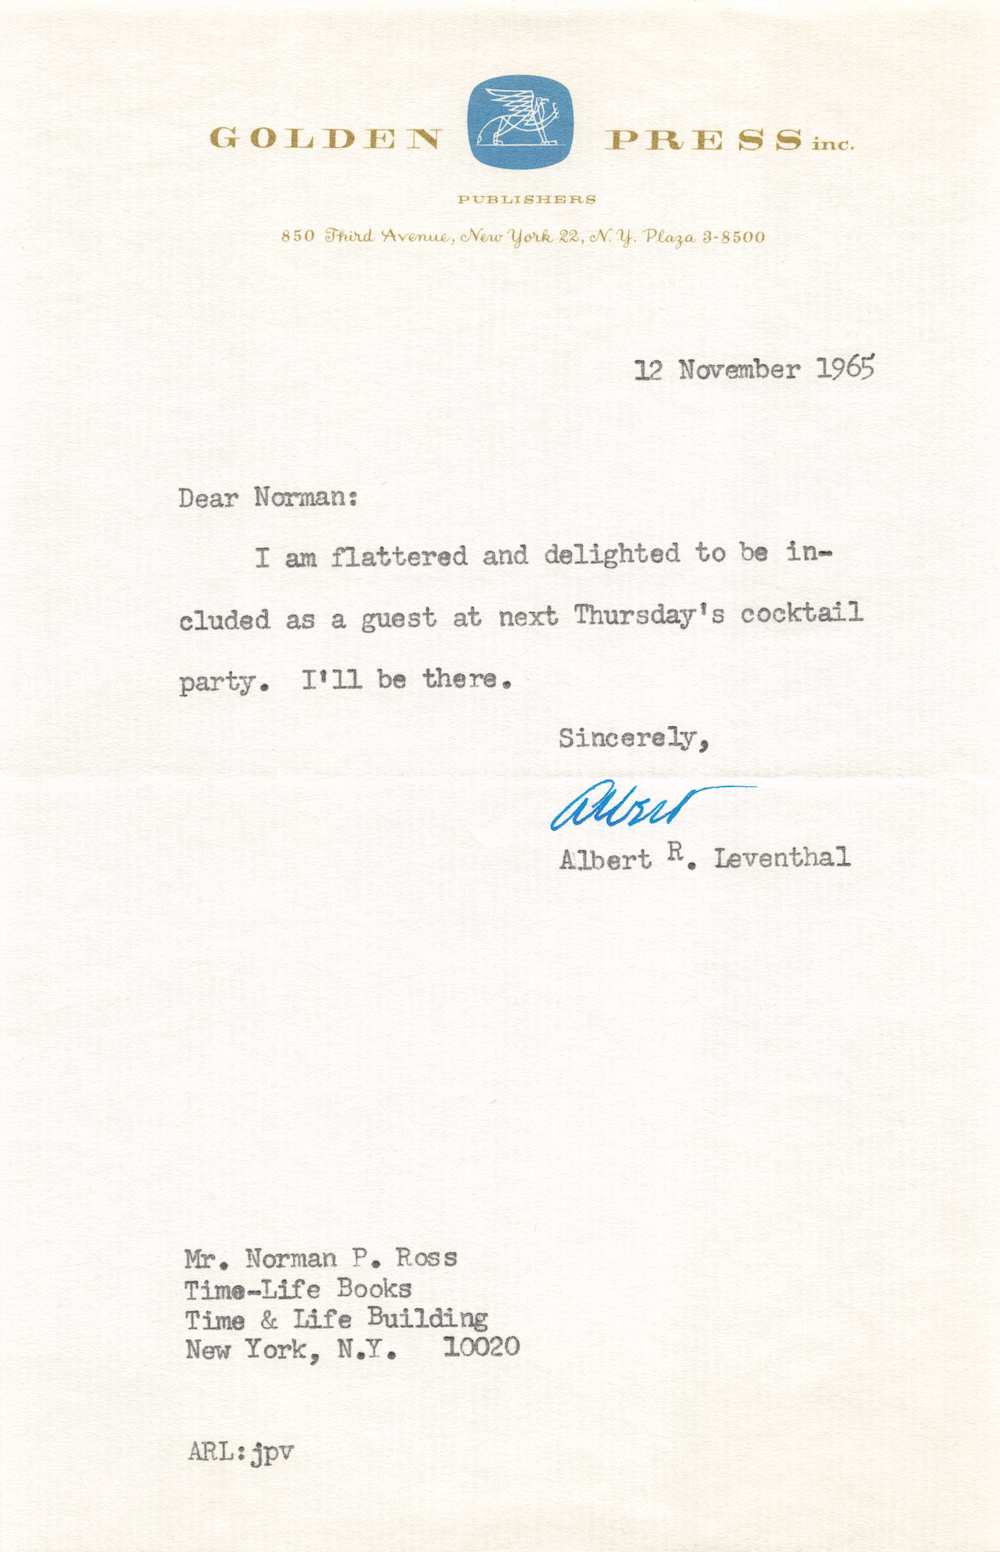 GOLDEN PRESS inc.
PUBLISHERS
850 Third Avenue, New York 22, N.Y. Plaza 3-8500
12 November 1965
Dear Norman:
I am flattered and delighted to be in-
cluded as a guest at next Thursday's cocktail
party. I'll be there.
Sincerely,
Albert
Albert R. Leventhal
Mr. Norman P. Ross
Time-Life Books
Time & Life Building
New York, N.Y. 10020
ARL:jpv